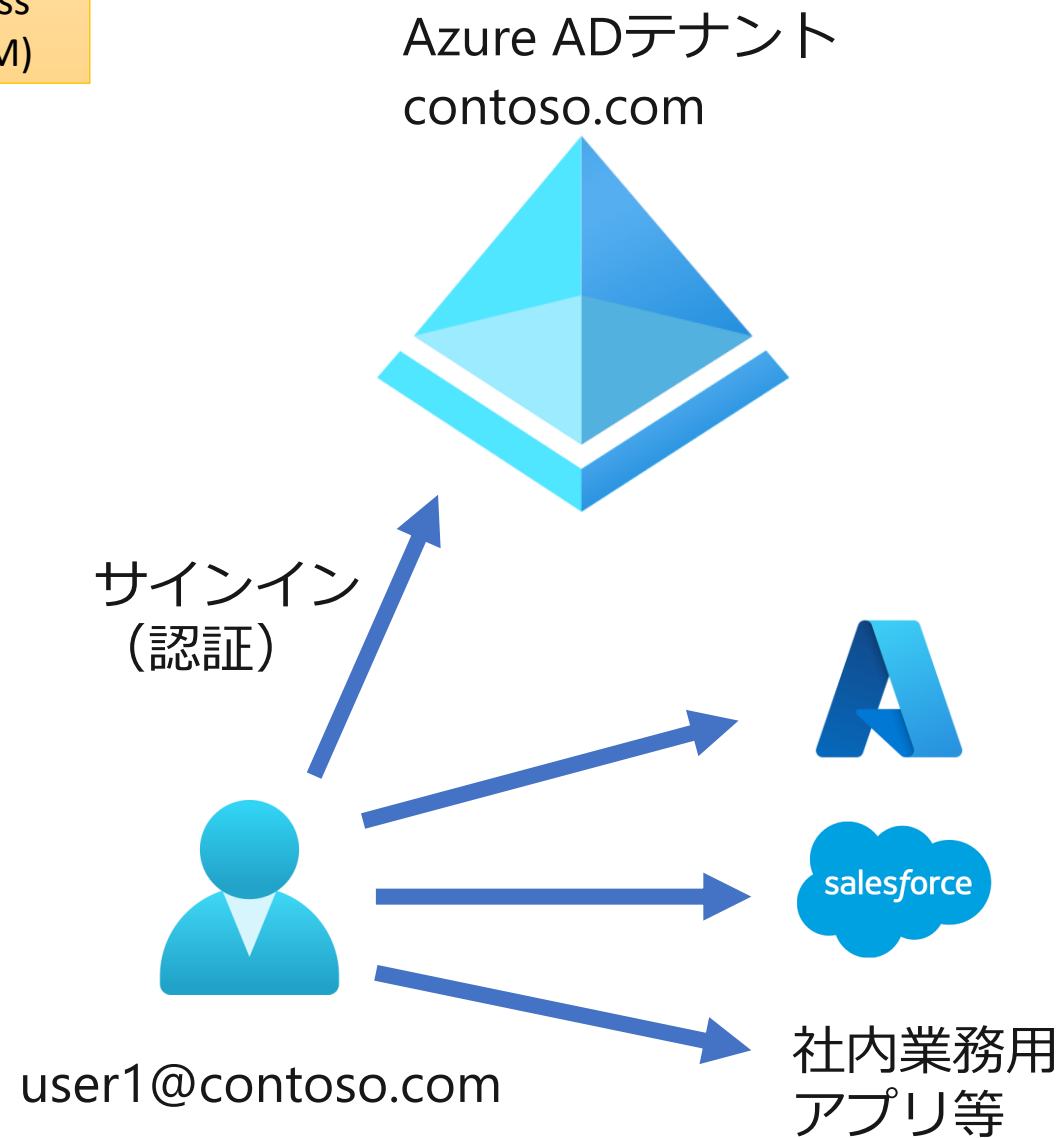 M)
Azure ADテナント
contoso.com
サインイン
（認証）
salesforce
社内業務用
アプリ等
user1@contoso.com